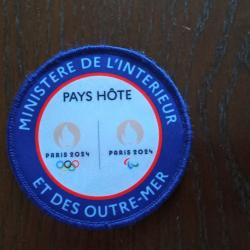 MINISTERE DE L'INTERIEUR
PAYS HÔTE
PARIS 2024 PARIS 2024
ET DES OUTRE-MER